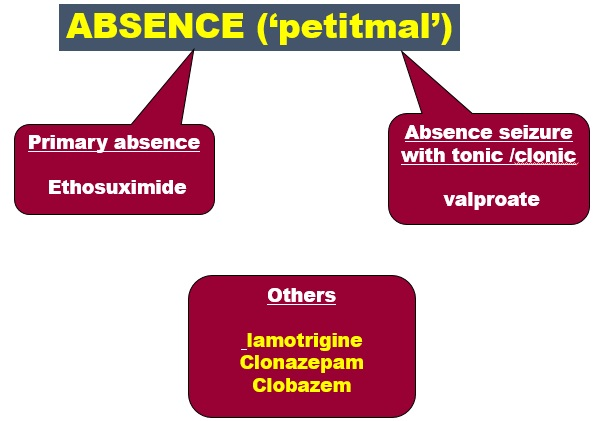 ABSENCE (‘petitmal’)
Primary absence
Ethosuximide
Absence seizure
with tonic /clonic
valproate
Others
lamotrigine
Clonazepam
Clobazem